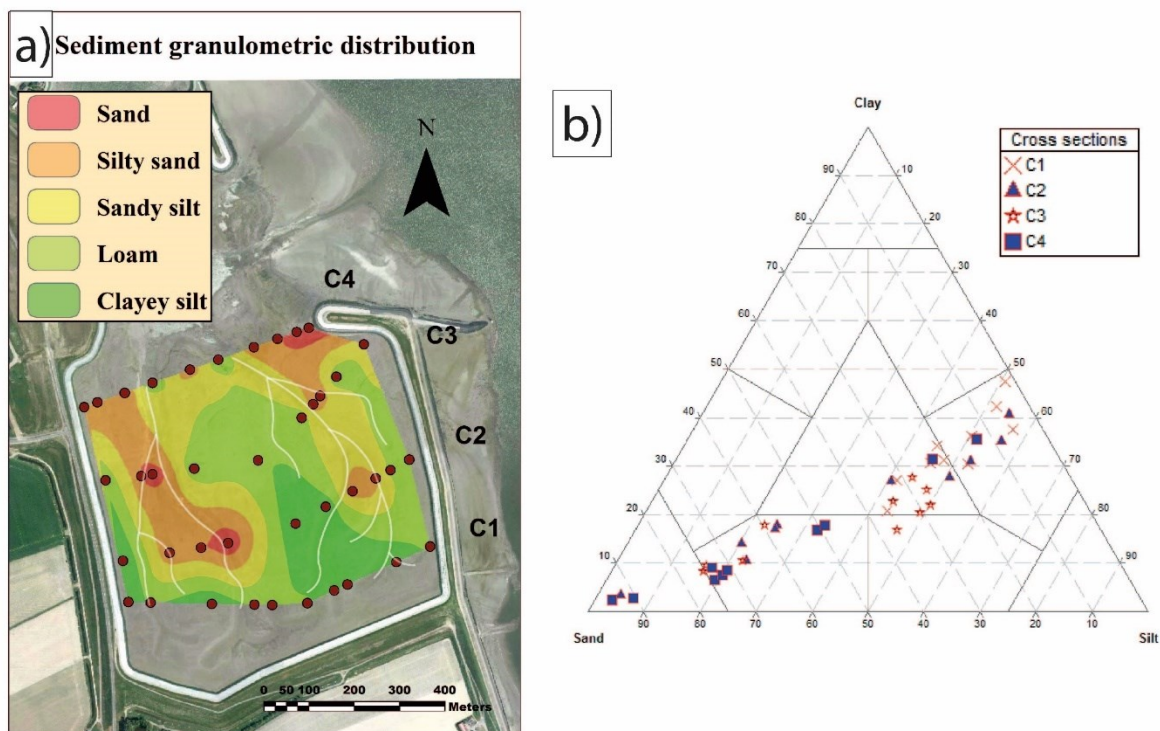 a) Sediment granulometric distribution
Sand
Silty sand
Sandy silt
Loam
Clayey silt
N
C4
C3
C2
C1
0 50 100 200 300 400
Meters
b)
Clay
Cross sections
C1
C2
C3
C4
90 10
80 20
70 30
60 40
50 50
40 60
30 70
20 80
10 90
Sand 90 80 70 60 50 40 30 20 10 Silt